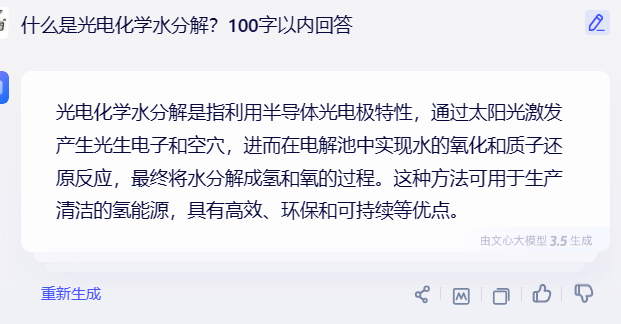 什么是光电化学水分解？100字以内回答
光电化学水分解是指利用半导体光电极特性，通过太阳光激发
产生光生电子和空穴，进而在电解池中实现水的氧化和质子还
原反应，最终将水分解成氢和氧的过程。这种方法可用于生产
清洁的氢能源，具有高效、环保和可持续等优点。
由文心大模型 3.5 生成
重新生成